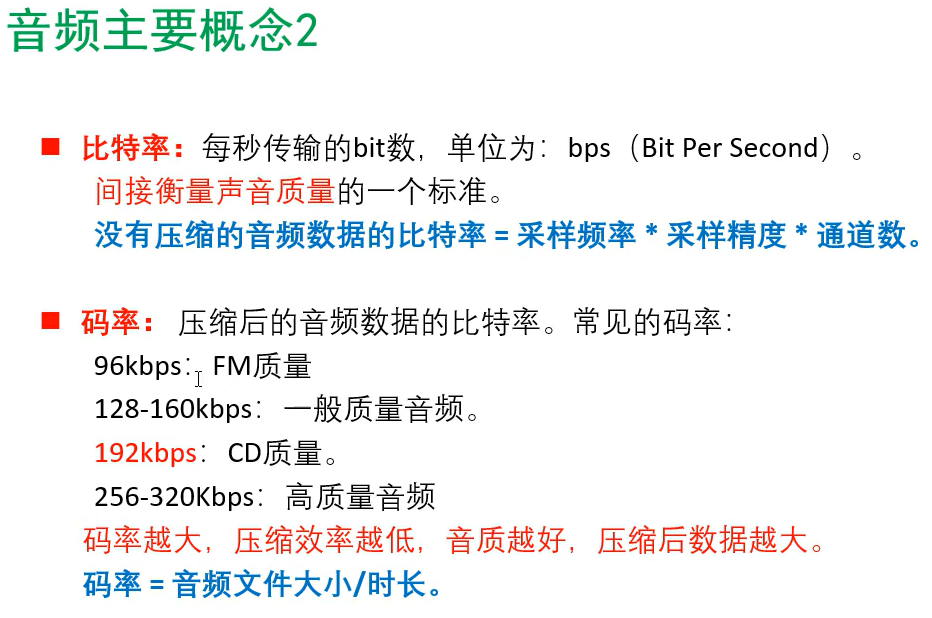 音频主要概念2
■ 比特率：每秒传输的bit数，单位为：bps（Bit Per Second）。
间接衡量声音质量的一个标准。
没有压缩的音频数据的比特率 = 采样频率 * 采样精度 * 通道数。
■ 码率： 压缩后的音频数据的比特率。常见的码率：
96kbps： FM质量
128-160kbps： 一般质量音频。
192kbps： CD质量。
256-320Kbps： 高质量音频
码率越大，压缩效率越低，音质越好，压缩后数据越大。
码率 = 音频文件大小/时长。